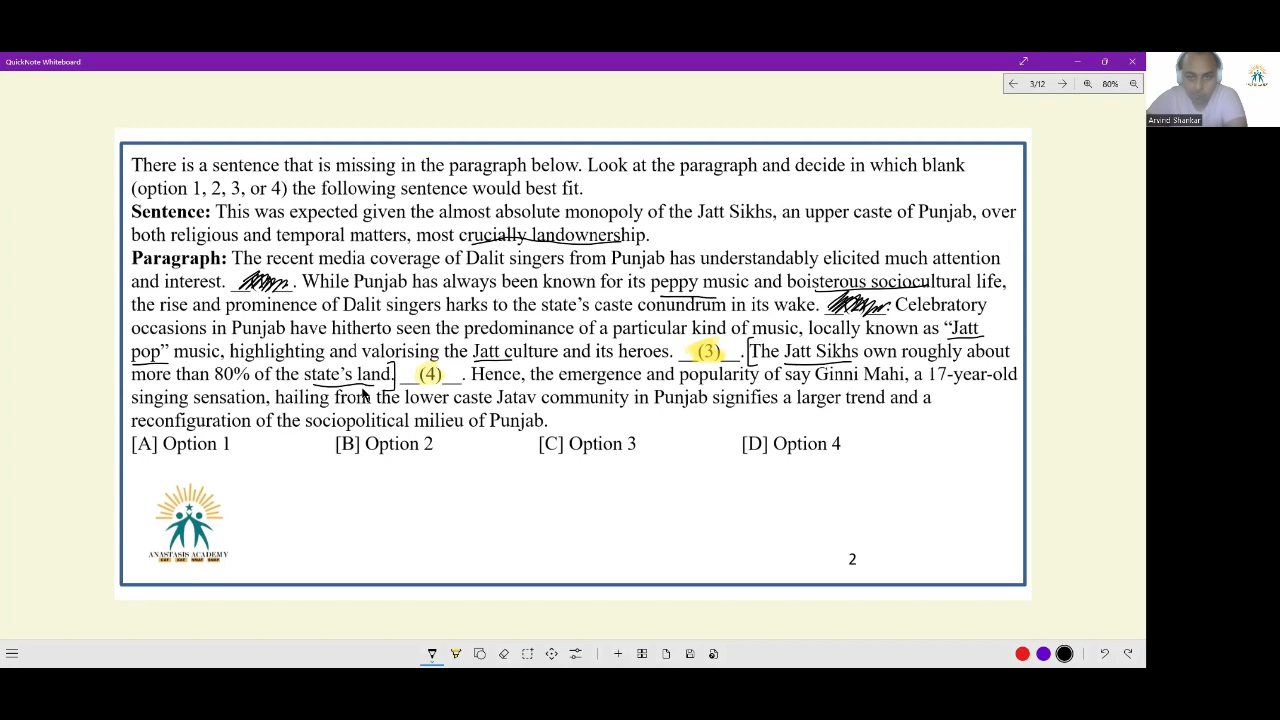 QuickNote Whiteboard
3/12
80%
Arvind Shankar
There is a sentence that is missing in the paragraph below. Look at the paragraph and decide in which blank
(option 1, 2, 3, or 4) the following sentence would best fit.
Sentence: This was expected given the almost absolute monopoly of the Jatt Sikhs, an upper caste of Punjab, over
both religious and temporal matters, most crucially landownership.
Paragraph: The recent media coverage of Dalit singers from Punjab has understandably elicited much attention
and interest. ______. While Punjab has always been known for its peppy music and boisterous sociocultural life,
the rise and prominence of Dalit singers harks to the state’s caste conundrum in its wake. ______. Celebratory
occasions in Punjab have hitherto seen the predominance of a particular kind of music, locally known as “Jatt
pop” music, highlighting and valorising the Jatt culture and its heroes. __(3)__. The Jatt Sikhs own roughly about
more than 80% of the state’s land. __(4)__. Hence, the emergence and popularity of say Ginni Mahi, a 17-year-old
singing sensation, hailing from the lower caste Jatav community in Punjab signifies a larger trend and a
reconfiguration of the sociopolitical milieu of Punjab.
[A] Option 1 [B] Option 2 [C] Option 3 [D] Option 4
ANASTASIS ACADEMY
2